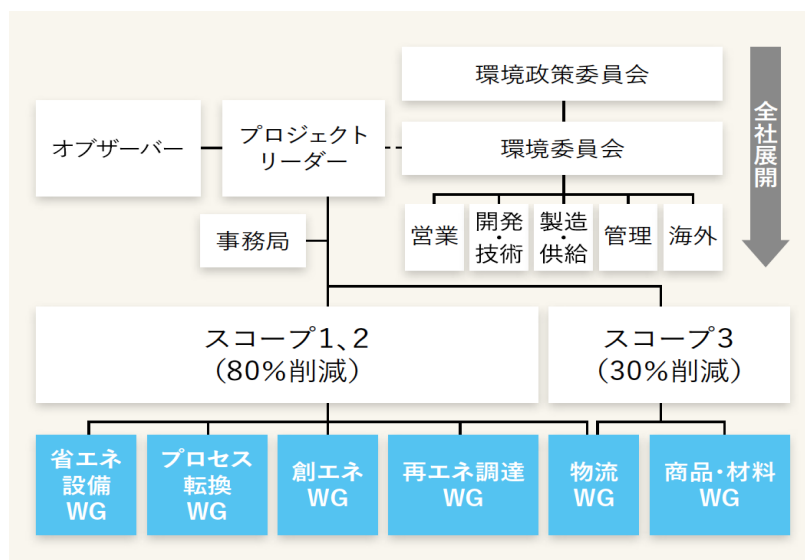 環境政策委員会
全社展開
オブザーバー
プロジェクト
リーダー
環境委員会
営業
開発
・
技術
製造
・
供給
管理
海外
事務局
スコープ1、2
（80%削減）
スコープ3
（30%削減）
省エネ
設備
WG
プロセス
転換
WG
創エネ
WG
再エネ調達
WG
物流
WG
商品・材料
WG